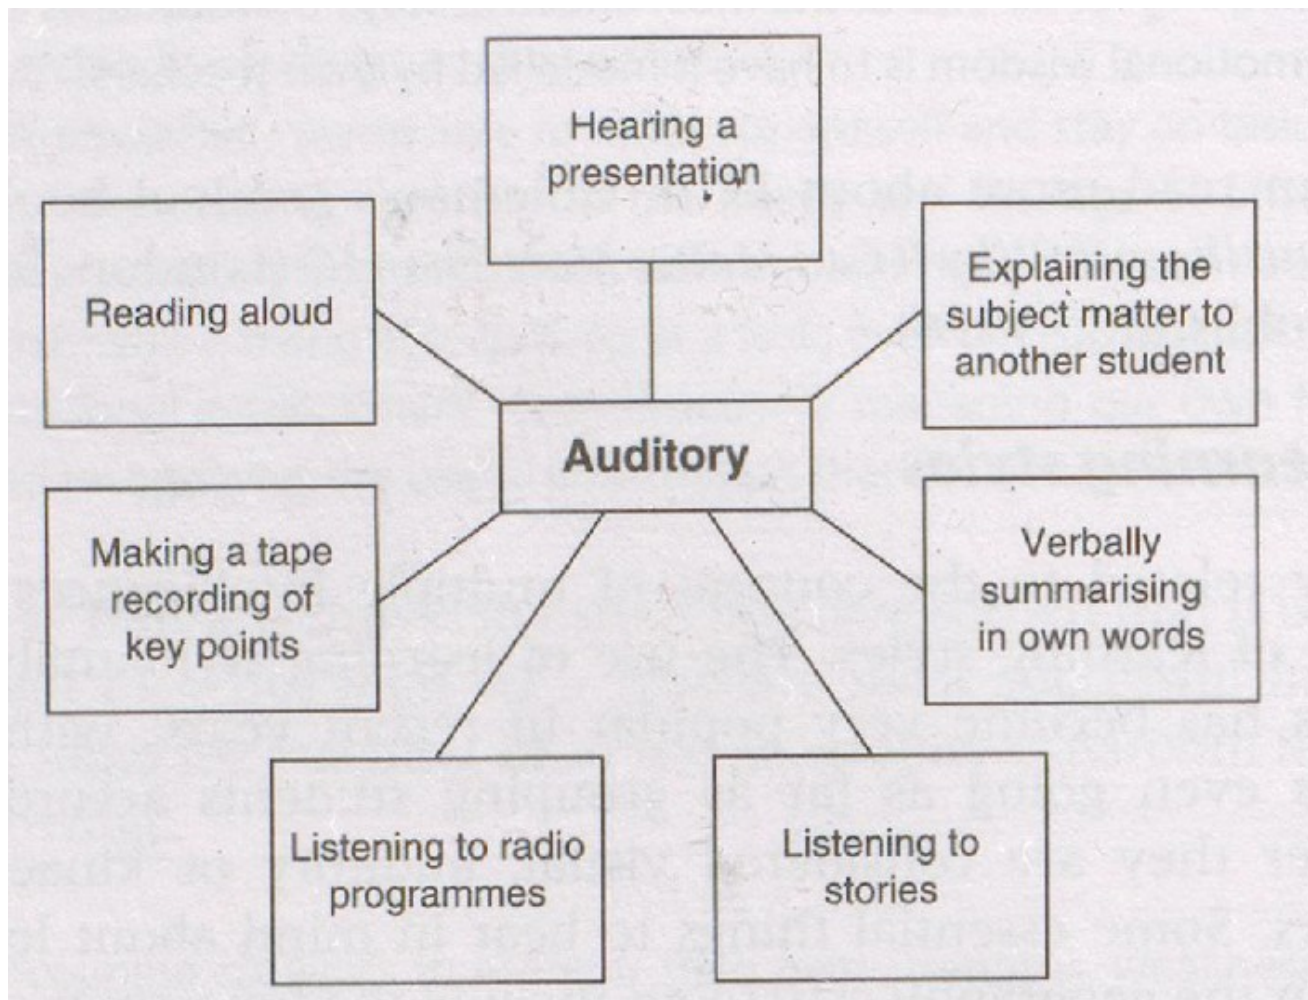 Hearing a
presentation
Reading aloud
Explaining the
subject matter to
another student
Auditory
Making a tape
recording of
key points
Verbally
summarising
in own words
Listening to radio
programmes
Listening to
stories